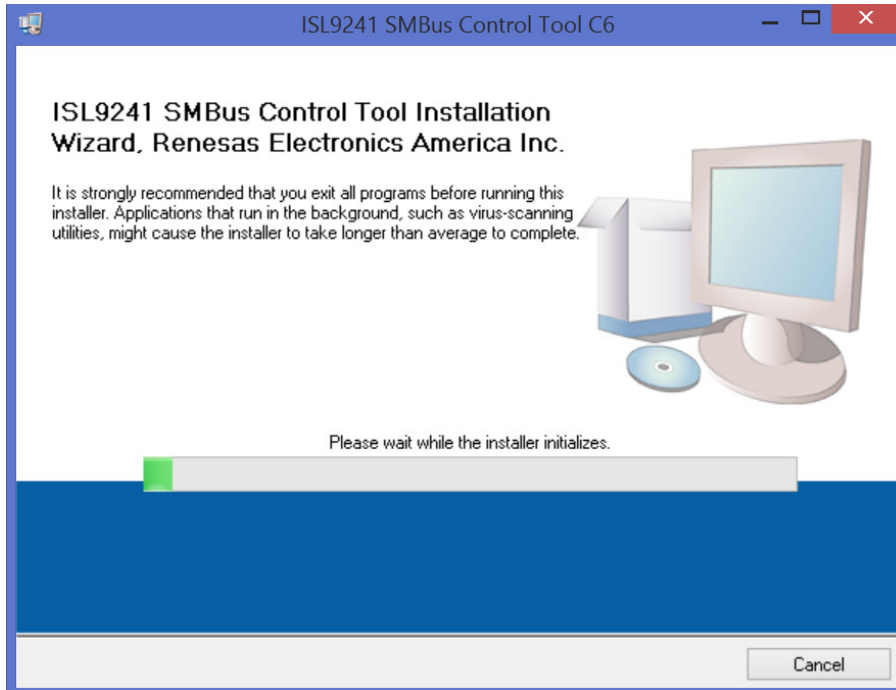 ISL9241 SMBus Control Tool C6
ISL9241 SMBus Control Tool Installation
Wizard, Renesas Electronics America Inc.
It is strongly recommended that you exit all programs before running this
installer. Applications that run in the background, such as virus-scanning
utilities, might cause the installer to take longer than average to complete.
Please wait while the installer initializes.
Cancel